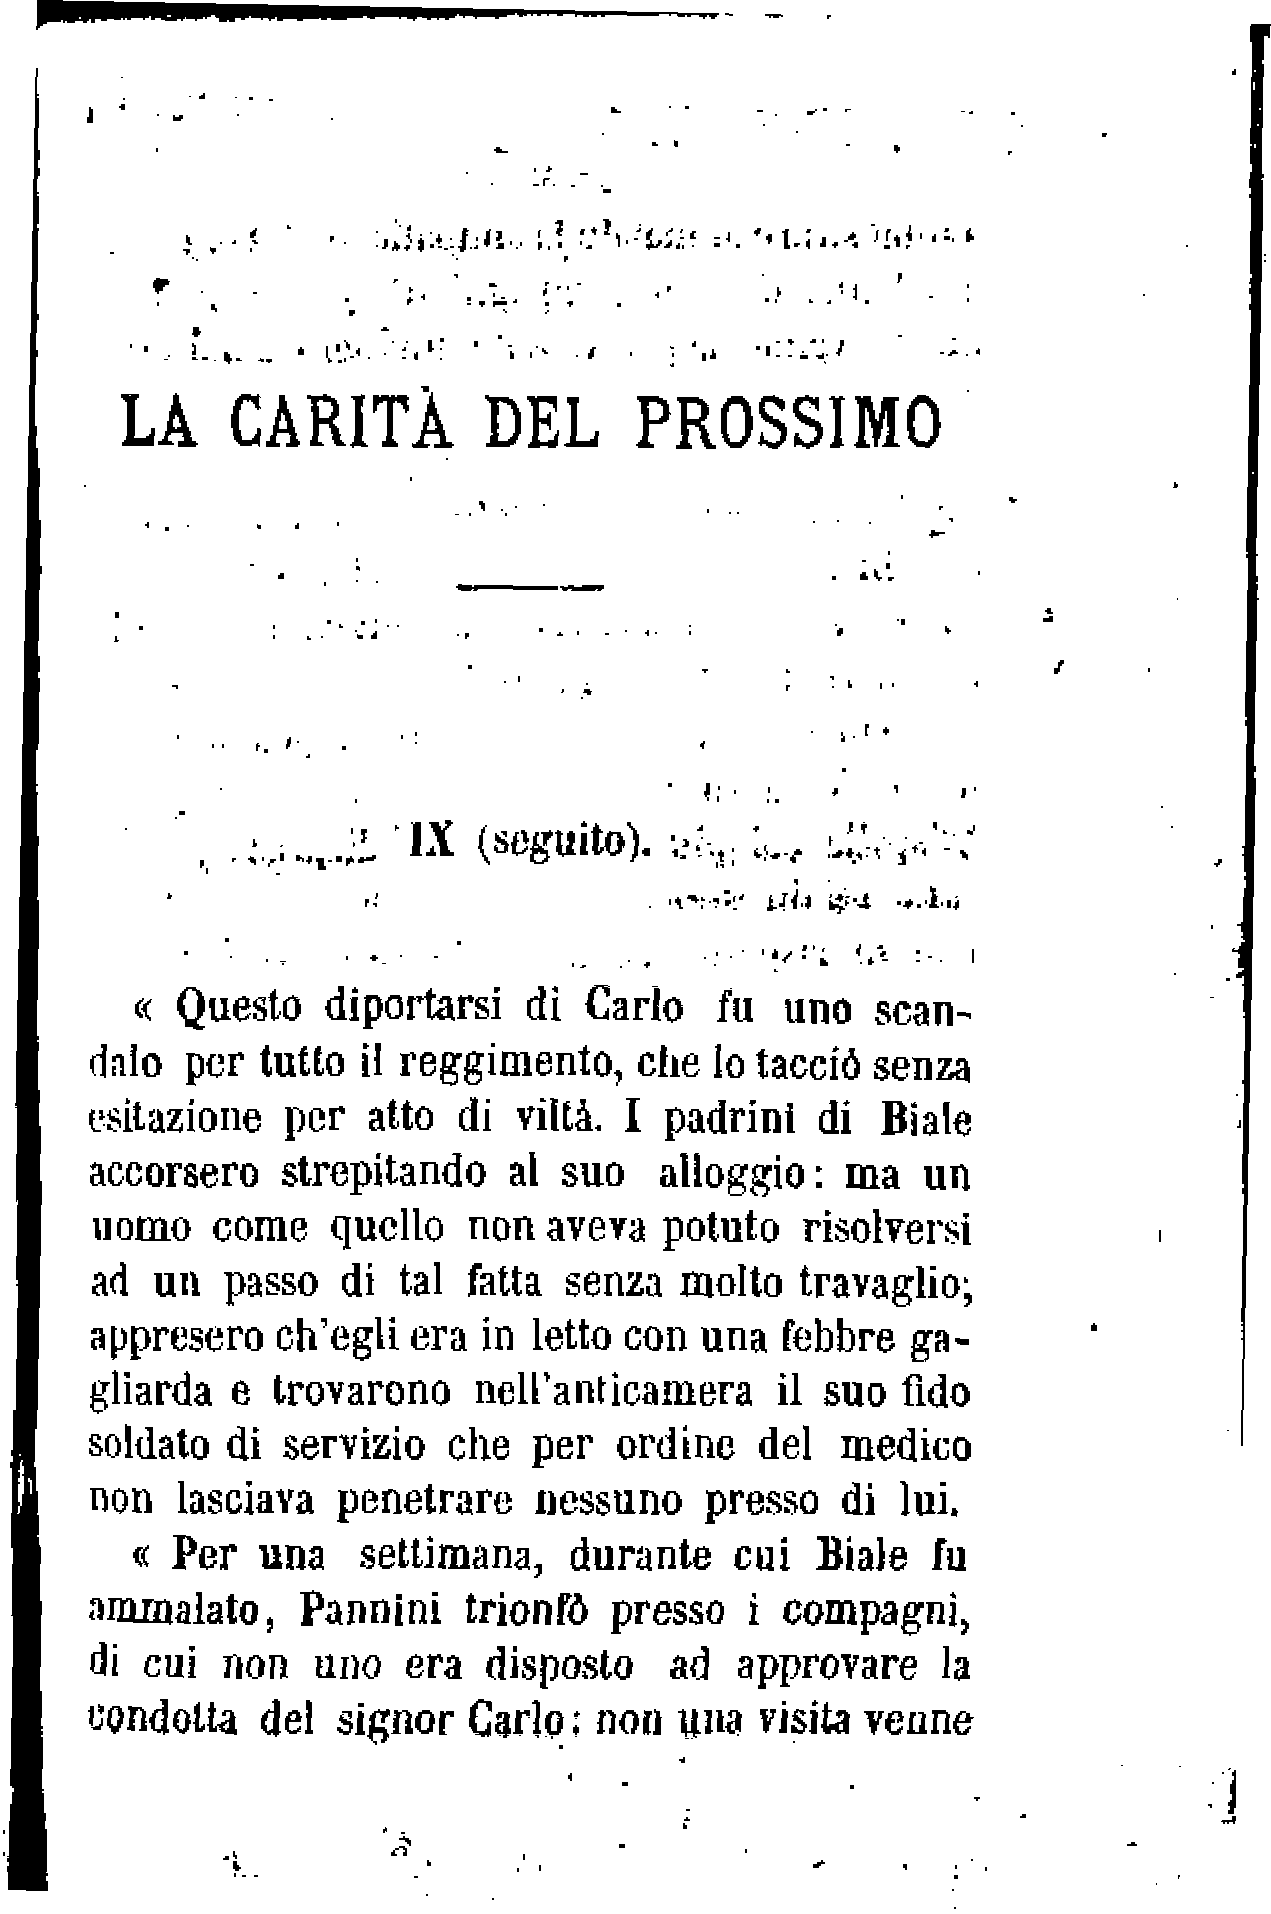 LA CARITÀ DEL PROSSIMO
IX (seguito).
« Questo diportarsi di Carlo fu uno scan-
dalo per tutto il reggimento, che lo tacciò senza
esitazione per atto di viltà. I padrini di Biale
accorsero strepitando al suo alloggio: ma un
uomo come quello non aveva potuto risolversi
ad un passo di tal fatta senza molto travaglio;
appresero ch'egli era in letto con una febbre ga-
gliarda e trovarono nell'anticamera il suo fido
soldato di servizio che per ordine del medico
non lasciava penetrare nessuno presso di lui.
« Per una settimana, durante cui Biale fu
ammalato, Pannini trionfò presso i compagni,
di cui non uno era disposto ad approvare la
condotta del signor Carlo: non una visita venne